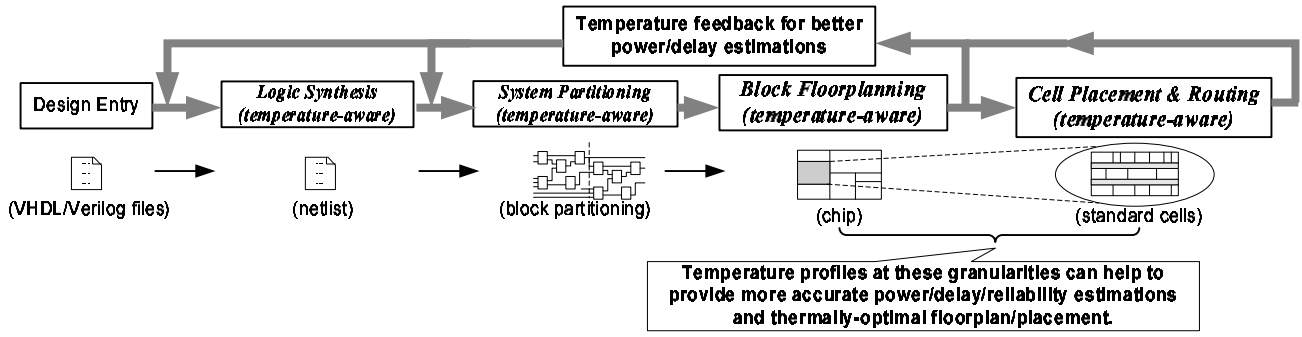 Temperature feedback for better
power/delay estimations
Design Entry
Logic Synthesis
(temperature-aware)
System Partitioning
(temperature-aware)
Block Floorplanning
(temperature-aware)
Cell Placement & Routing
(temperature-aware)
(VHDL/Verilog files)
(netlist)
(block partitioning)
(chip)
(standard cells)
Temperature profiles at these granularities can help to
provide more accurate power/delay/reliability estimations
and thermally-optimal floorplan/placement.